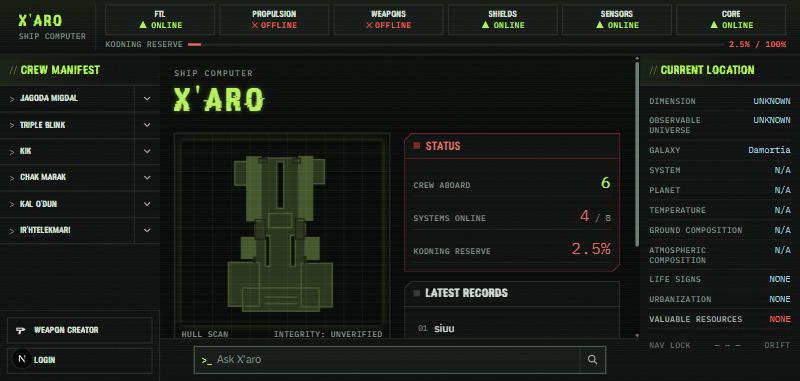 X'ARO
SHIP COMPUTER
FTL
ONLINE
PROPULSION
OFFLINE
WEAPONS
OFFLINE
SHIELDS
ONLINE
SENSORS
ONLINE
CORE
ONLINE
KODNING RESERVE
2.5% / 100%
// CREW MANIFEST
> JAGODA MIGDAL
> TRIPLE BLINK
> KIK
> CHAK MARAK
> KAL O'DUN
> IR'HTELEKMARI
WEAPON CREATOR
N LOGIN
SHIP COMPUTER
X'ARO
HULL SCAN INTEGRITY: UNVERIFIED
STATUS
CREW ABOARD 6
SYSTEMS ONLINE 4 / 8
KODNING RESERVE 2.5%
LATEST RECORDS
01 siuu
>_ Ask X'aro
// CURRENT LOCATION
DIMENSION UNKNOWN
OBSERVABLE UNKNOWN
UNIVERSE
GALAXY Damortia
SYSTEM N/A
PLANET N/A
TEMPERATURE N/A
GROUND COMPOSITION N/A
ATMOSPHERIC N/A
COMPOSITION
LIFE SIGNS NONE
URBANIZATION NONE
VALUABLE RESOURCES NONE
NAV LOCK — — — DRIFT